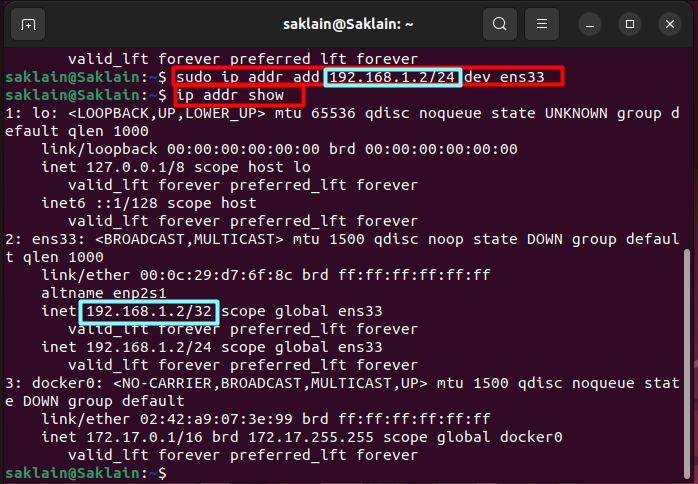 saklain@Saklain: ~
valid_lft forever preferred_lft forever
saklain@Saklain:~$ sudo ip addr add 192.168.1.2/24 dev ens33
saklain@Saklain:~$ ip addr show
1: lo: <LOOPBACK,UP,LOWER_UP> mtu 65536 qdisc noqueue state UNKNOWN group d
efault qlen 1000
    link/loopback 00:00:00:00:00:00 brd 00:00:00:00:00:00
    inet 127.0.0.1/8 scope host lo
       valid_lft forever preferred_lft forever
    inet6 ::1/128 scope host
       valid_lft forever preferred_lft forever
2: ens33: <BROADCAST,MULTICAST> mtu 1500 qdisc noop state DOWN group defaul
t qlen 1000
    link/ether 00:0c:29:d7:6f:8c brd ff:ff:ff:ff:ff:ff
    altname enp2s1
    inet 192.168.1.2/32 scope global ens33
       valid_lft forever preferred_lft forever
    inet 192.168.1.2/24 scope global ens33
       valid_lft forever preferred_lft forever
3: docker0: <NO-CARRIER,BROADCAST,MULTICAST,UP> mtu 1500 qdisc noqueue stat
e DOWN group default
    link/ether 02:42:a9:07:3e:99 brd ff:ff:ff:ff:ff:ff
    inet 172.17.0.1/16 brd 172.17.255.255 scope global docker0
       valid_lft forever preferred_lft forever
saklain@Saklain:~$